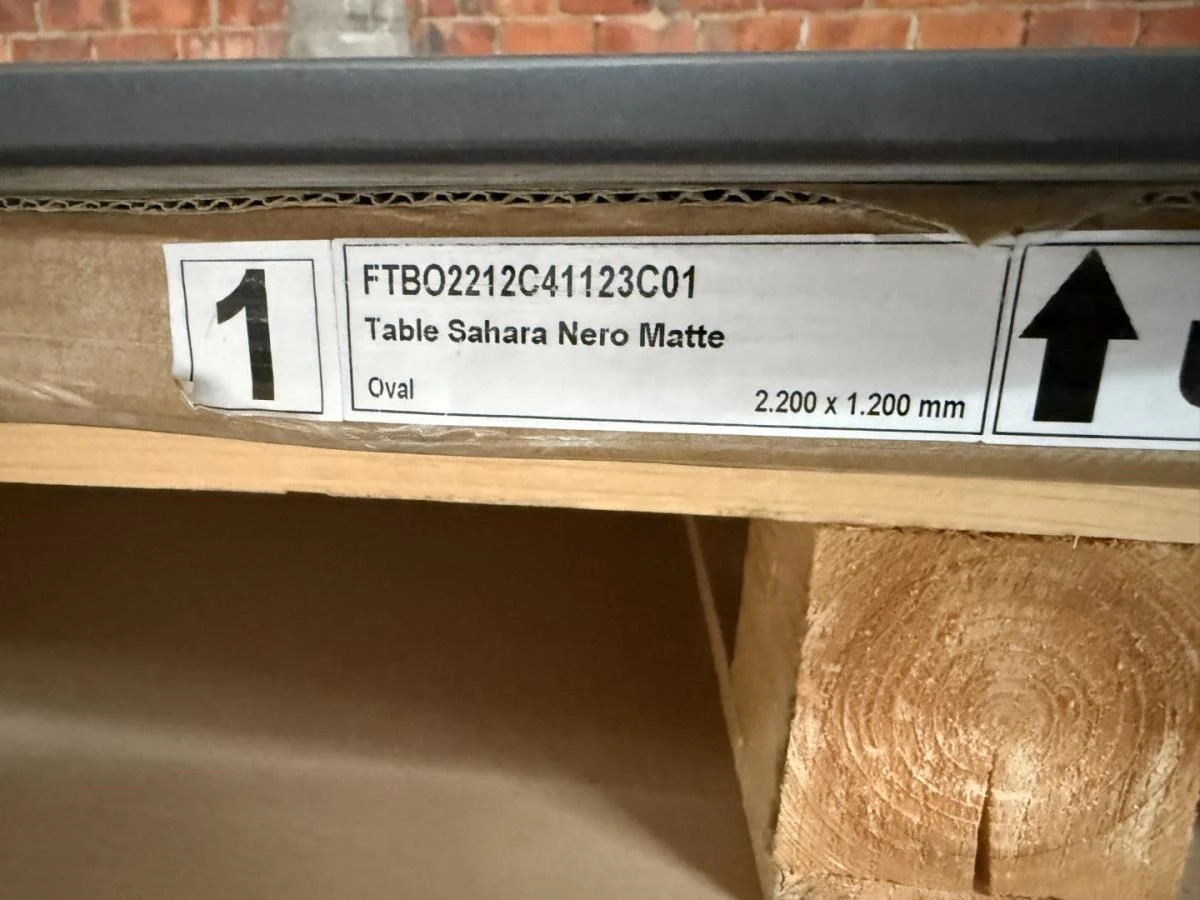 1
FTBO2212C41123C01
Table Sahara Nero Matte
Oval
2.200 x 1.200 mm